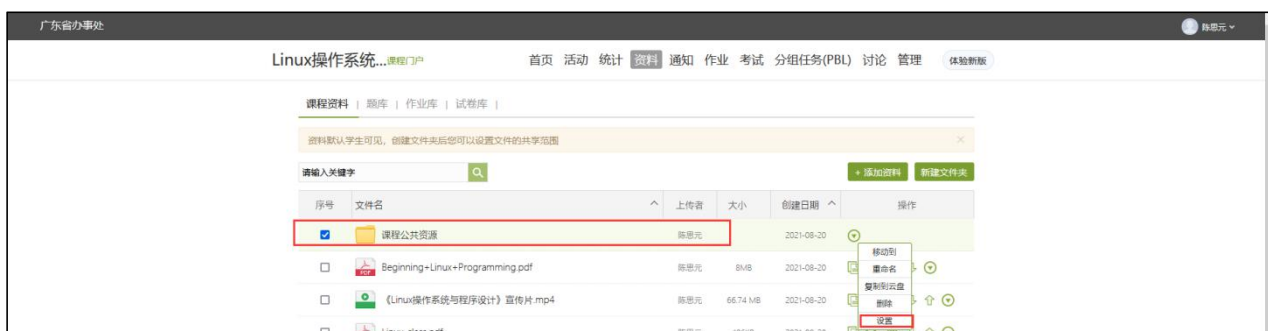 广东省办事处 陈思元
Linux操作系统...课程门户 首页 活动 统计 资料 通知 作业 考试 分组任务(PBL) 讨论 管理 体验新版
课程资料 | 题库 | 作业库 | 试卷库 |
资料默认学生可见，创建文件夹后您可以设置文件的共享范围
请输入关键字 + 添加资料 新建文件夹
序号 文件名 上传者 大小 创建日期 操作
课程公共资源 陈思元 2021-08-20
移动到
Beginning+Linux+Programming.pdf 陈思元 8MB 2021-08-20 重命名
复制到云盘
《Linux操作系统与程序设计》宣传片.mp4 陈思元 66.74 MB 2021-08-20 删除
设置